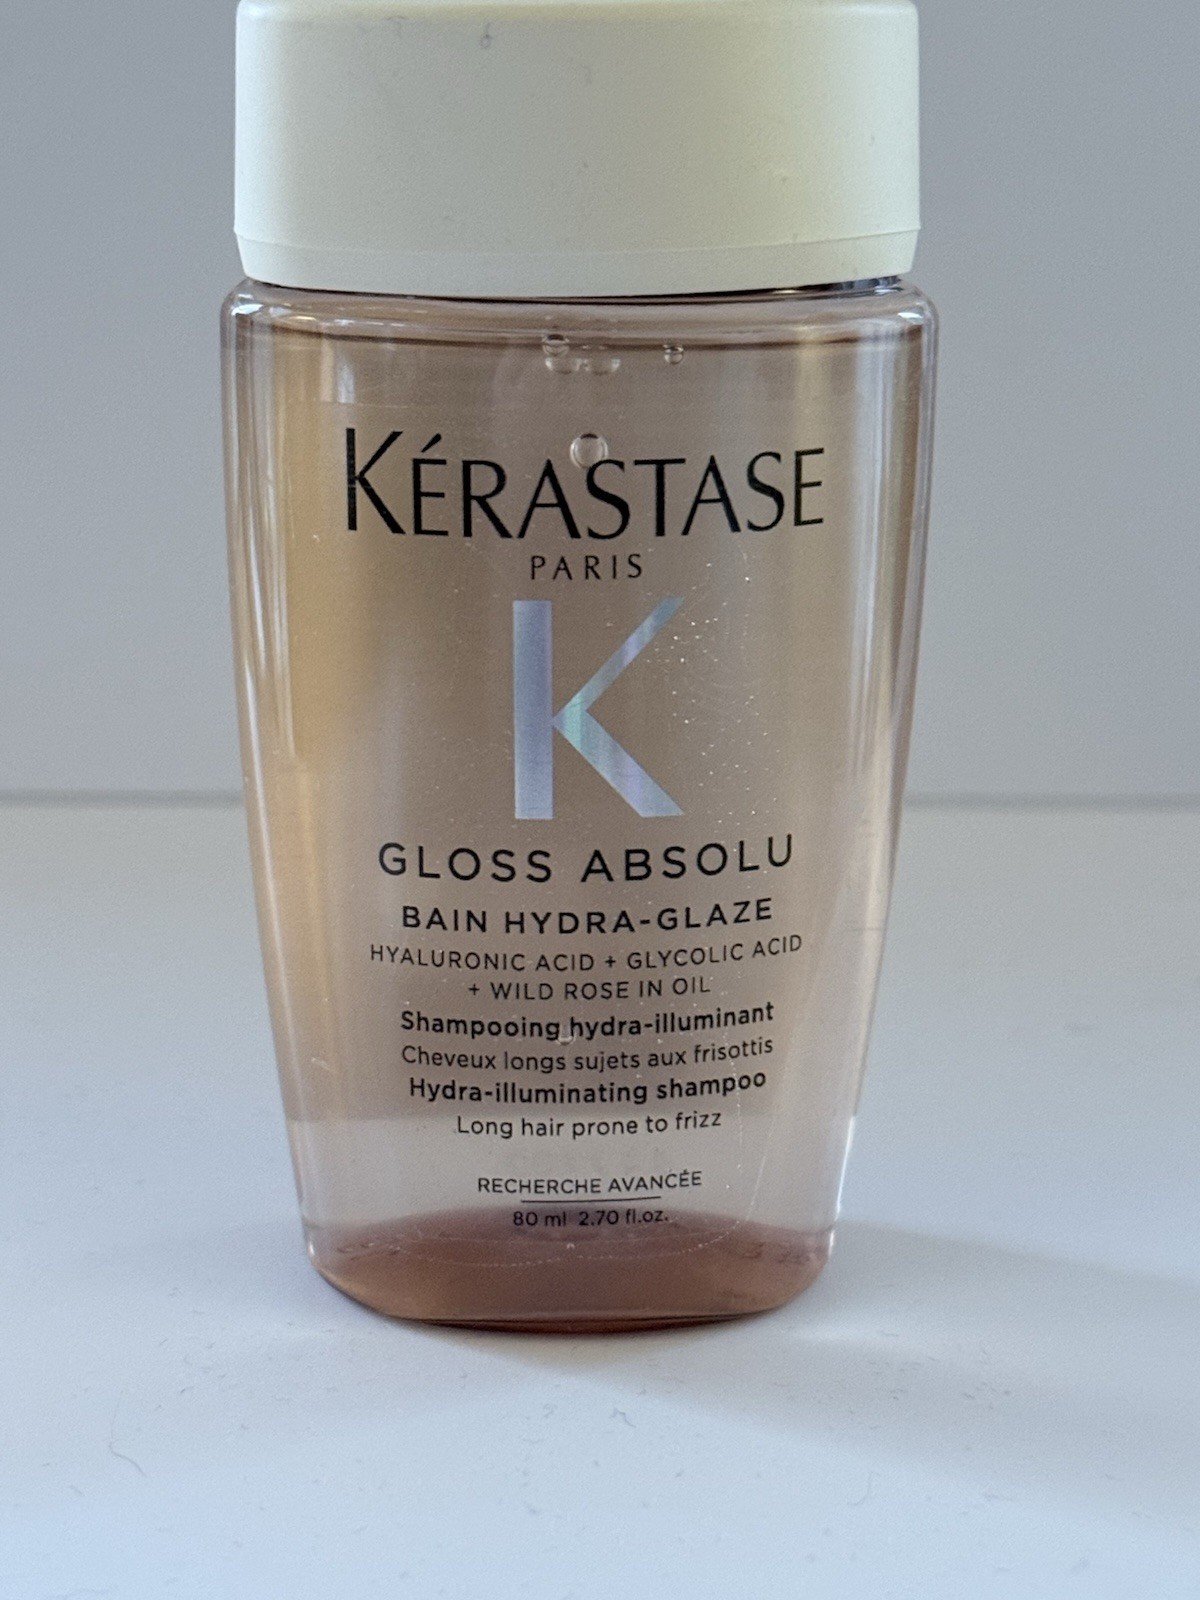 KÉRASTASE
PARIS
K
GLOSS ABSOLU
BAIN HYDRA-GLAZE
HYALURONIC ACID + GLYCOLIC ACID
+ WILD ROSE IN OIL
Shampooing hydra-illuminant
Cheveux longs sujets aux frisottis
Hydra-illuminating shampoo
Long hair prone to frizz
RECHERCHE AVANCÉE
80 ml 2.70 fl.oz.